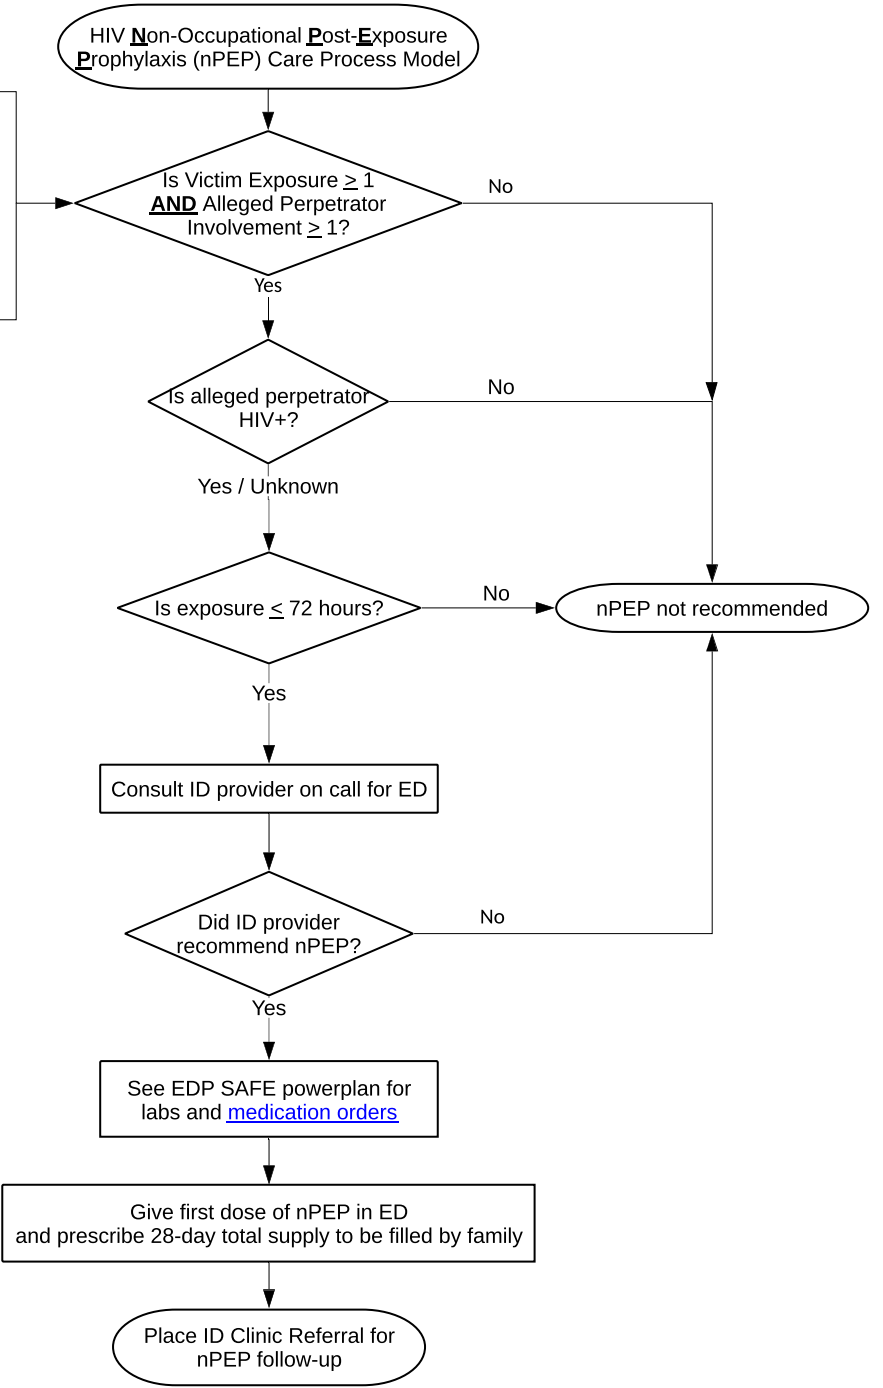 HIV Non-Occupational Post-Exposure
Prophylaxis (nPEP) Care Process Model
Is Victim Exposure ≥ 1
AND Alleged Perpetrator
Involvement ≥ 1?
No
Yes
Is alleged perpetrator
HIV+?
No
Yes / Unknown
Is exposure ≤ 72 hours?
No
nPEP not recommended
Yes
Consult ID provider on call for ED
Did ID provider
recommend nPEP?
No
Yes
See EDP SAFE powerplan for
labs and medication orders
Give first dose of nPEP in ED
and prescribe 28-day total supply to be filled by family
Place ID Clinic Referral for
nPEP follow-up